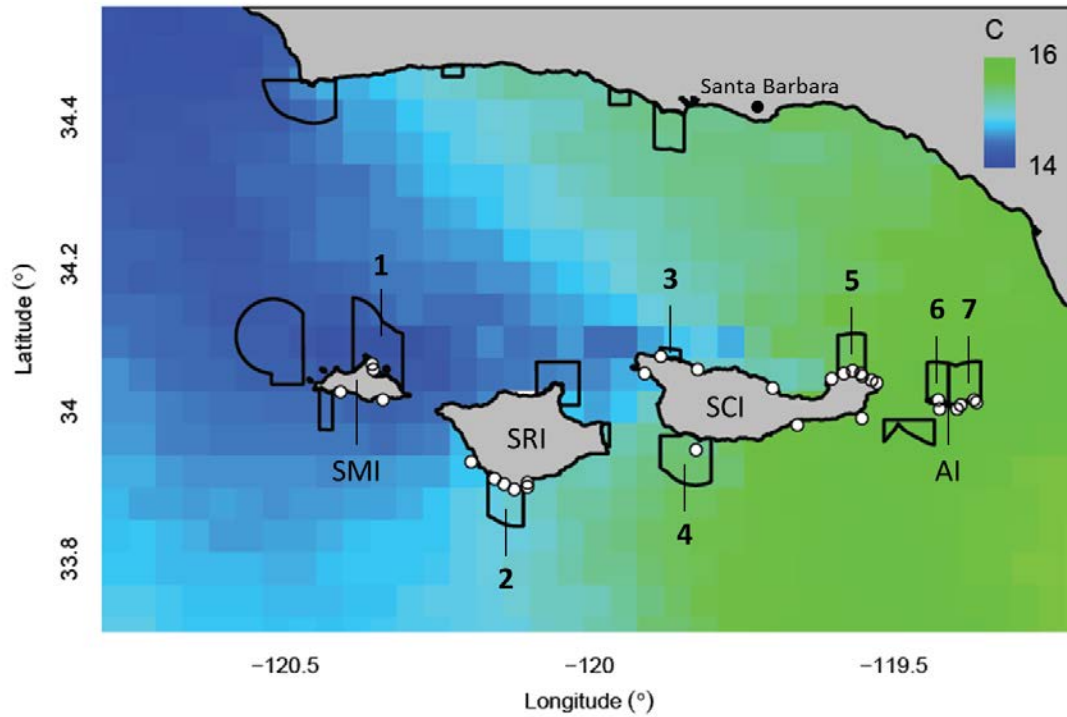 C
16
14
Santa Barbara
34.4
34.2
34
33.8
Latitude (°)
1
3
5
6 7
SMI
SRI
SCI
AI
2
4
−120.5 −120 −119.5
Longitude (°)